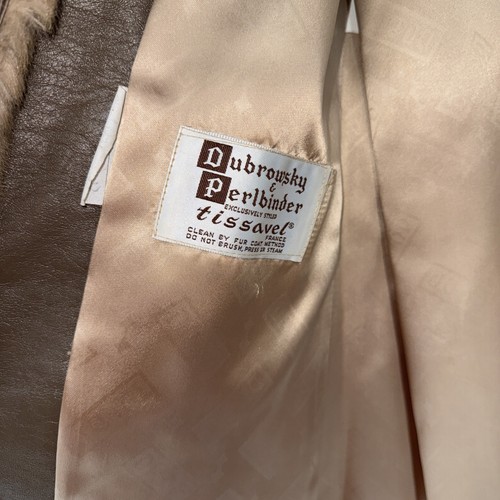 Dubrowsky
&
Perlbinder
EXCLUSIVELY STYLED
tissavel®
FRANCE
CLEAN BY FUR COAT METHOD
DO NOT BRUSH, PRESS OR STEAM